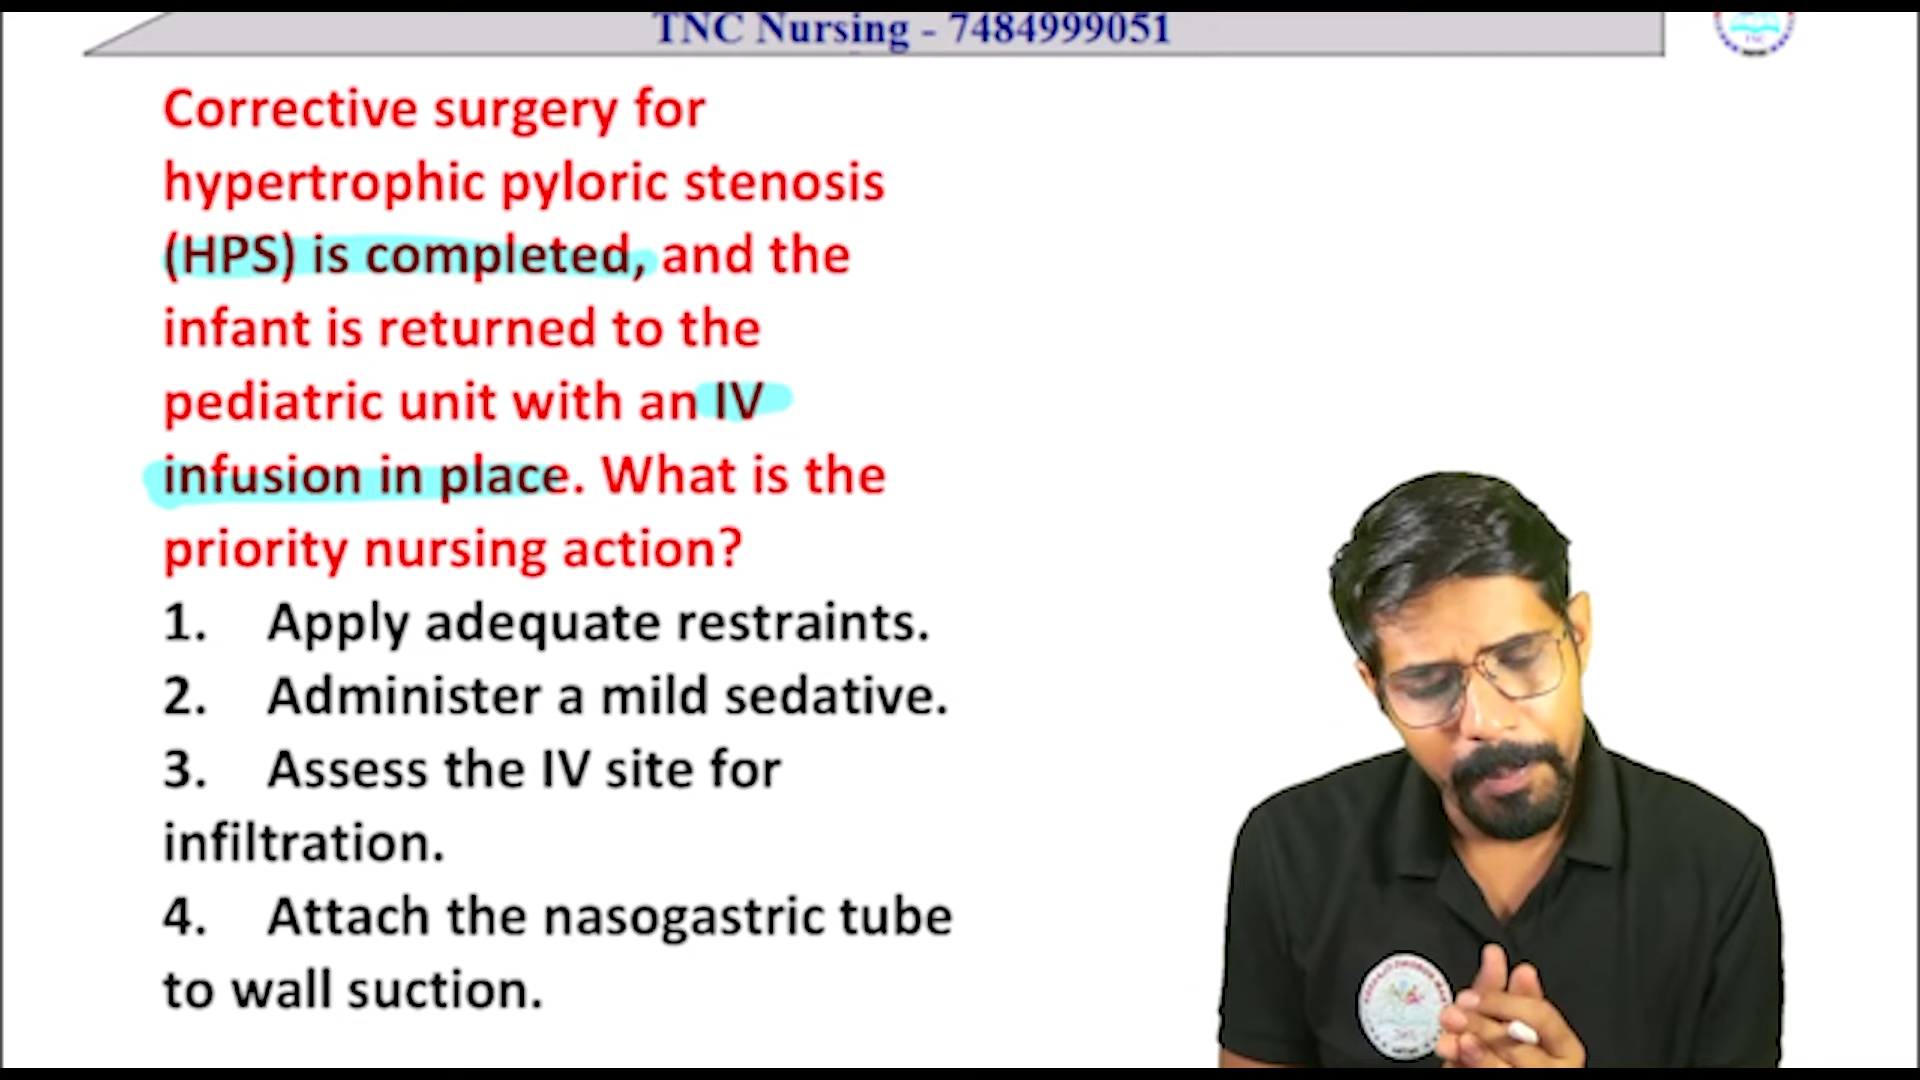 TNC Nursing - 7484999051
Corrective surgery for
hypertrophic pyloric stenosis
(HPS) is completed, and the
infant is returned to the
pediatric unit with an IV
infusion in place. What is the
priority nursing action?
1. Apply adequate restraints.
2. Administer a mild sedative.
3. Assess the IV site for
infiltration.
4. Attach the nasogastric tube
to wall suction.